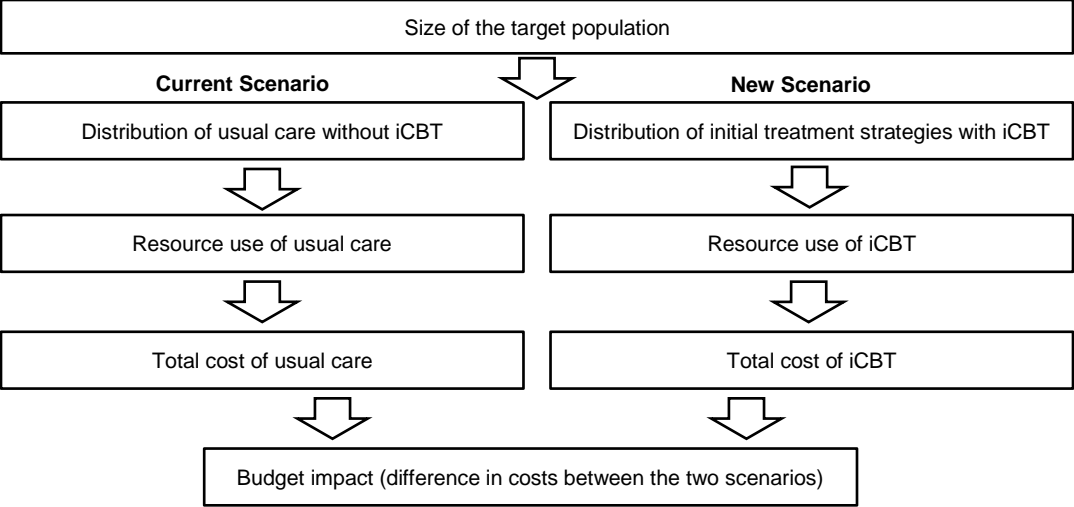 Size of the target population
Current Scenario
New Scenario
Distribution of usual care without iCBT
Distribution of initial treatment strategies with iCBT
Resource use of usual care
Resource use of iCBT
Total cost of usual care
Total cost of iCBT
Budget impact (difference in costs between the two scenarios)